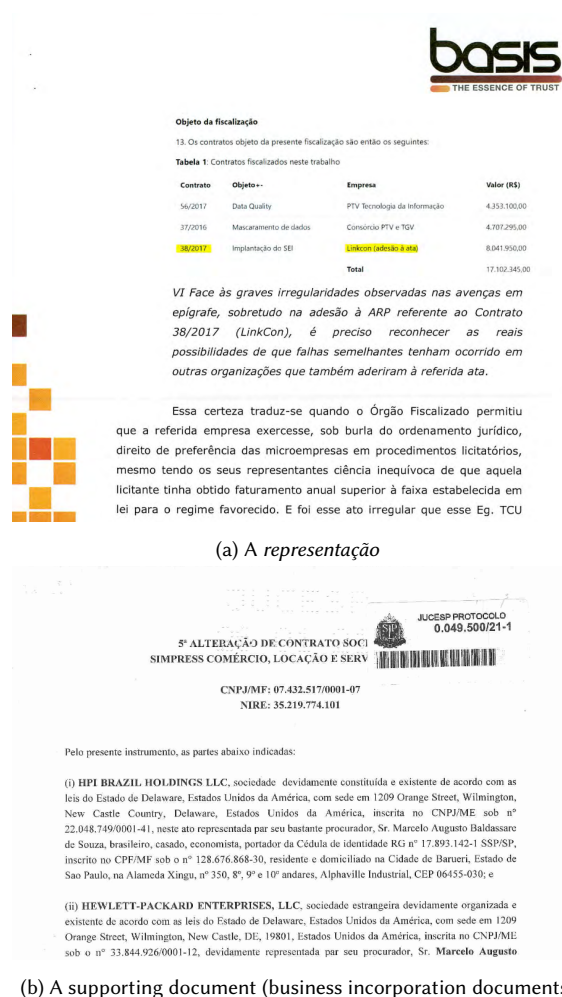 basis
THE ESSENCE OF TRUST
Objeto da fiscalização
13. Os contratos objeto da presente fiscalização são então os seguintes:
Tabela 1: Contratos fiscalizados neste trabalho
Contrato Objeto+- Empresa Valor (R$)
56/2017 Data Quality PTV Tecnologia da Informação 4.353.100,00
37/2016 Mascaramento de dados Consórcio PTV e TGV 4.707.295,00
38/2017 Implantação do SEI Linkcon (adesão à ata) 8.041.950,00
Total 17.102.345,00
VI Face às graves irregularidades observadas nas avenças em
epígrafe, sobretudo na adesão à ARP referente ao Contrato
38/2017 (LinkCon), é preciso reconhecer as reais
possibilidades de que falhas semelhantes tenham ocorrido em
outras organizações que também aderiram à referida ata.
Essa certeza traduz-se quando o Órgão Fiscalizado permitiu
que a referida empresa exercesse, sob burla do ordenamento jurídico,
direito de preferência das microempresas em procedimentos licitatórios,
mesmo tendo os seus representantes ciência inequívoca de que aquela
licitante tinha obtido faturamento anual superior à faixa estabelecida em
lei para o regime favorecido. E foi esse ato irregular que esse Eg. TCU
(a) A representação
JUCESP
JUCESP PROTOCOLO
0.049.500/21-1
5ª ALTERAÇÃO DE CONTRATO SOCI
SIMPRESS COMÉRCIO, LOCAÇÃO E SERV
CNPJ/MF: 07.432.517/0001-07
NIRE: 35.219.774.101
Pelo presente instrumento, as partes abaixo indicadas:
(i) HPI BRAZIL HOLDINGS LLC, sociedade devidamente constituída e existente de acordo com as
leis do Estado de Delaware, Estados Unidos da América, com sede em 1209 Orange Street, Wilmington,
New Castle Country, Delaware, Estados Unidos da América, inscrita no CNPJ/ME sob nº
22.048.749/0001-41, neste ato representada por seu bastante procurador, Sr. Marcelo Augusto Baldassare
de Souza, brasileiro, casado, economista, portador da Cédula de identidade RG nº 17.893.142-1 SSP/SP,
inscrito no CPF/MF sob o nº 128.676.868-30, residente e domiciliado na Cidade de Barueri, Estado de
Sao Paulo, na Alameda Xingu, nº 350, 8º, 9º e 10º andares, Alphaville Industrial, CEP 06455-030; e
(ii) HEWLETT-PACKARD ENTERPRISES, LLC, sociedade estrangeira devidamente organizada e
existente de acordo com as leis do Estado de Delaware, Estados Unidos da América, com sede em 1209
Orange Street, Wilmington, New Castle, DE, 19801, Estados Unidos da América, inscrita no CNPJ/ME
sob o nº 33.844.926/0001-12, devidamente representada por seu procurador, Sr. Marcelo Augusto
(b) A supporting document (business incorporation documents